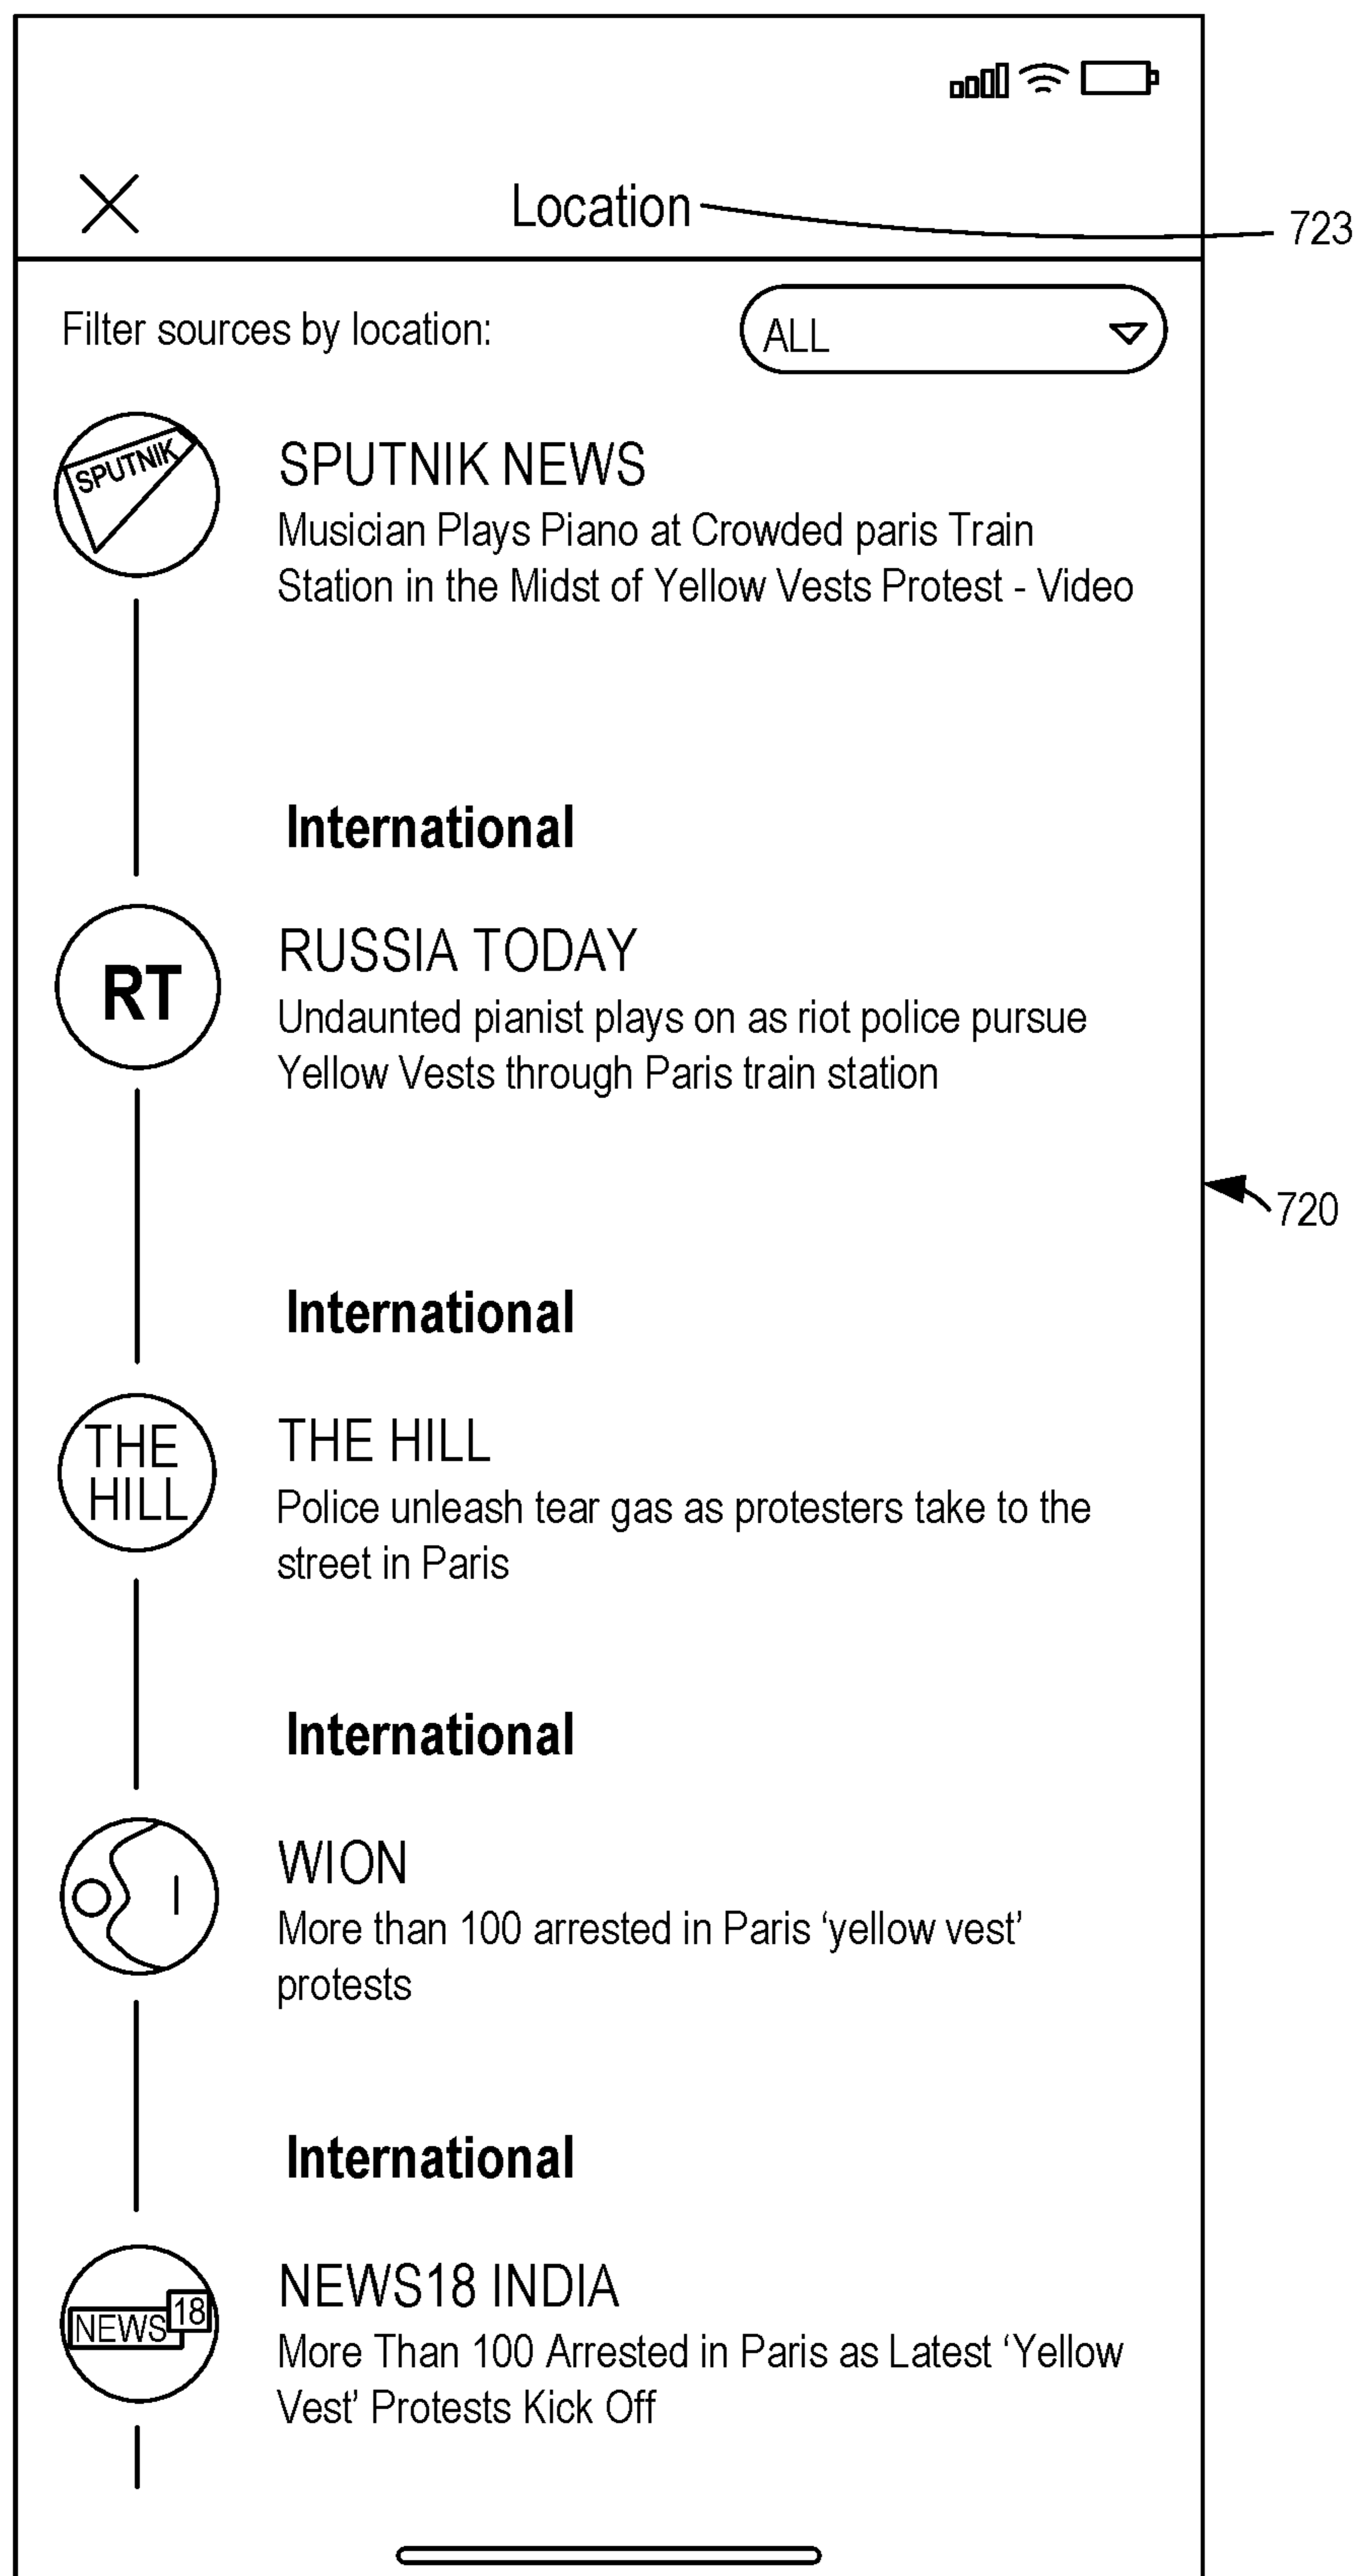 Location
723
Filter sources by location:
ALL
SPUTNIK
SPUTNIK NEWS
Musician Plays Piano at Crowded paris Train
Station in the Midst of Yellow Vests Protest - Video
International
RT
RUSSIA TODAY
Undaunted pianist plays on as riot police pursue
Yellow Vests through Paris train station
720
International
THE
HILL
THE HILL
Police unleash tear gas as protesters take to the
street in Paris
International
WION
More than 100 arrested in Paris ‘yellow vest’
protests
International
NEWS 18
NEWS18 INDIA
More Than 100 Arrested in Paris as Latest ‘Yellow
Vest’ Protests Kick Off